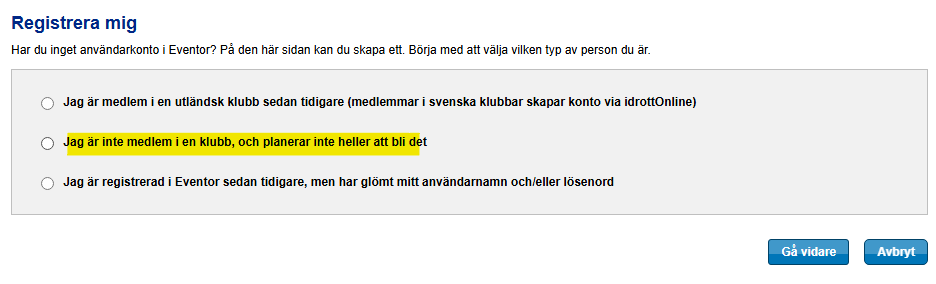 Registrera mig
Har du inget användarkonto i Eventor? På den här sidan kan du skapa ett. Börja med att välja vilken typ av person du är.
Jag är medlem i en utländsk klubb sedan tidigare (medlemmar i svenska klubbar skapar konto via idrottOnline)
Jag är inte medlem i en klubb, och planerar inte heller att bli det
Jag är registrerad i Eventor sedan tidigare, men har glömt mitt användarnamn och/eller lösenord
Gå vidare
Avbryt